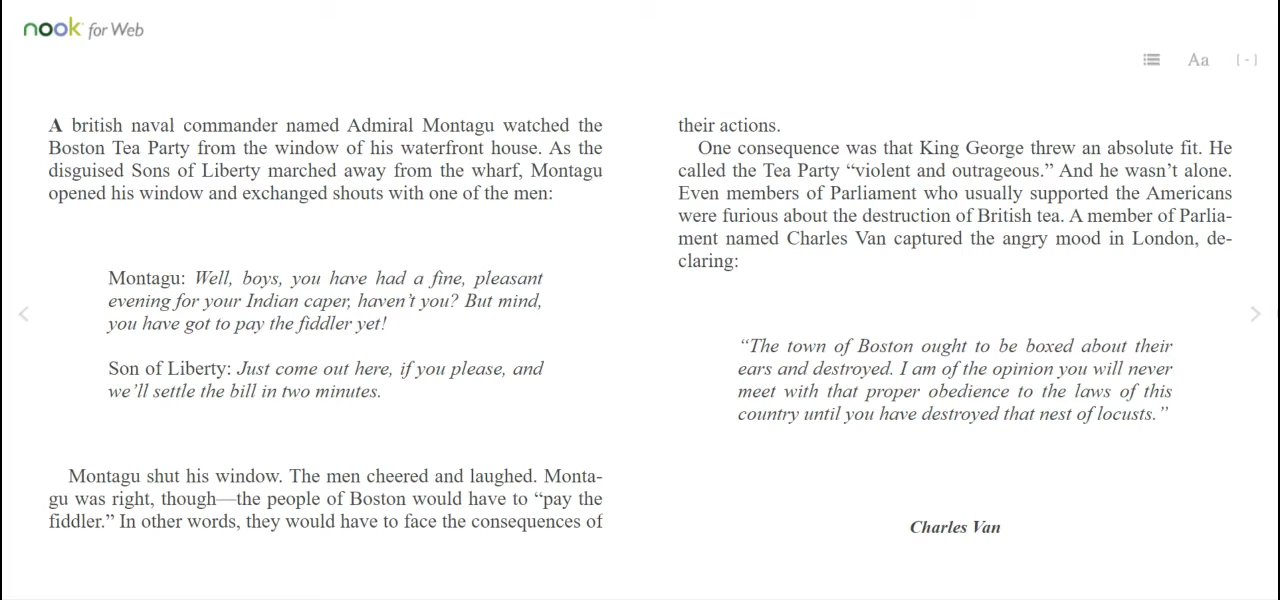 nook for Web
Aa
[-]
A british naval commander named Admiral Montagu watched the
Boston Tea Party from the window of his waterfront house. As the
disguised Sons of Liberty marched away from the wharf, Montagu
opened his window and exchanged shouts with one of the men:
Montagu: Well, boys, you have had a fine, pleasant
evening for your Indian caper, haven’t you? But mind,
you have got to pay the fiddler yet!
Son of Liberty: Just come out here, if you please, and
we’ll settle the bill in two minutes.
Montagu shut his window. The men cheered and laughed. Monta-
gu was right, though—the people of Boston would have to “pay the
fiddler.” In other words, they would have to face the consequences of
their actions.
One consequence was that King George threw an absolute fit. He
called the Tea Party “violent and outrageous.” And he wasn’t alone.
Even members of Parliament who usually supported the Americans
were furious about the destruction of British tea. A member of Parlia-
ment named Charles Van captured the angry mood in London, de-
claring:
“The town of Boston ought to be boxed about their
ears and destroyed. I am of the opinion you will never
meet with that proper obedience to the laws of this
country until you have destroyed that nest of locusts.”
Charles Van